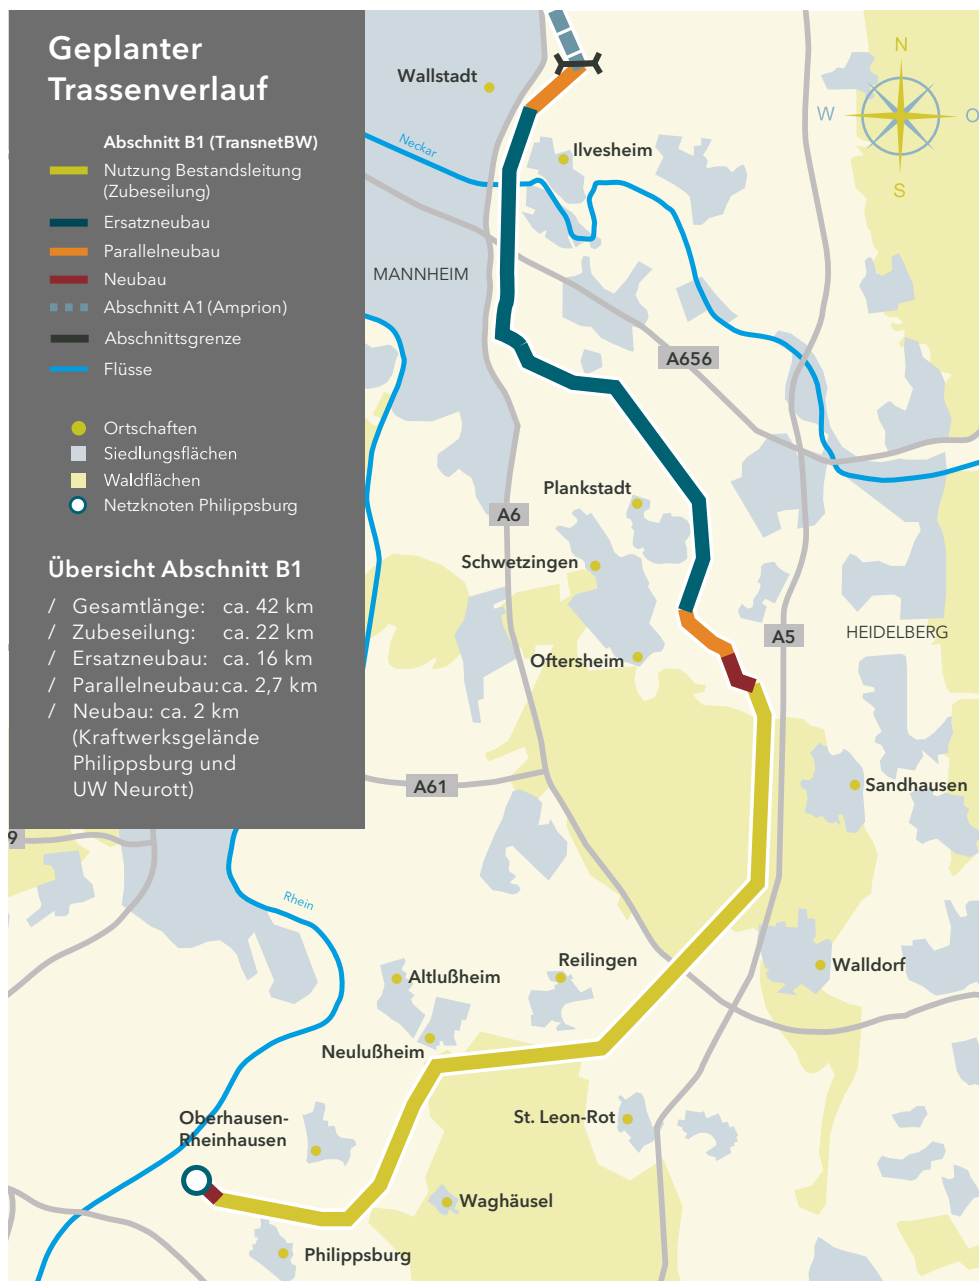 Geplanter
Trassenverlauf
Abschnitt B1 (TransnetBW)
Nutzung Bestandsleitung
(Zubeseilung)
Ersatzneubau
Parallelneubau
Neubau
Abschnitt A1 (Amprion)
Abschnittsgrenze
Flüsse
Ortschaften
Siedlungsflächen
Waldflächen
Netzknoten Philippsburg
Übersicht Abschnitt B1
/ Gesamtlänge: ca. 42 km
/ Zubeseilung: ca. 22 km
/ Ersatzneubau: ca. 16 km
/ Parallelneubau: ca. 2,7 km
/ Neubau: ca. 2 km
(Kraftwerksgelände
Philippsburg und
UW Neurott)
N
W
O
S
Wallstadt
Neckar
Ilvesheim
MANNHEIM
A656
Plankstadt
A6
Schwetzingen
A5
HEIDELBERG
Oftersheim
A61
Sandhausen
9
Rhein
Reilingen
Walldorf
Altlußheim
Neulußheim
Oberhausen-
Rheinhausen
St. Leon-Rot
Waghäusel
Philippsburg